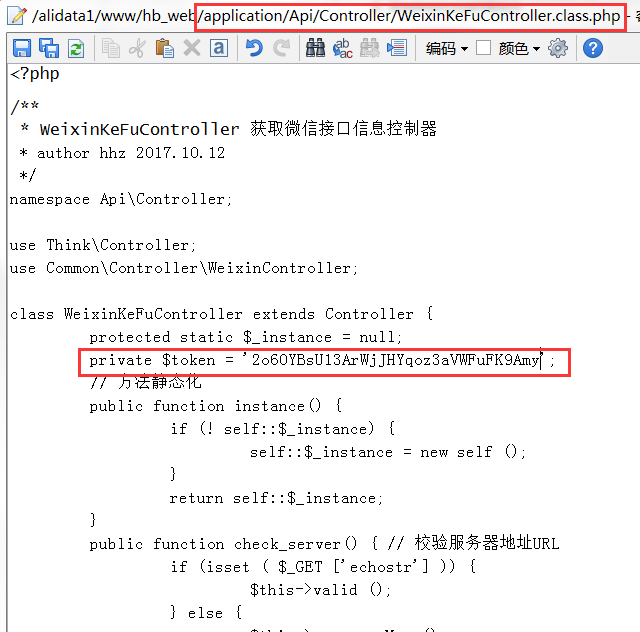 /alidata1/www/hb_web/application/Api/Controller/WeixinKeFuController.class.php -
编码 颜色
<?php
/**
* WeixinKeFuController 获取微信接口信息控制器
* author hhz 2017.10.12
*/
namespace Api\Controller;
use Think\Controller;
use Common\Controller\WeixinController;
class WeixinKeFuController extends Controller {
protected static $_instance = null;
private $token = '2o6OYBsU13ArWjJHYqoz3aVWFuFK9Amy';
// 方法静态化
public function instance() {
if (! self::$_instance) {
self::$_instance = new self ();
}
return self::$_instance;
}
public function check_server() { // 校验服务器地址URL
if (isset ( $_GET ['echostr'] )) {
$this->valid ();
} else {